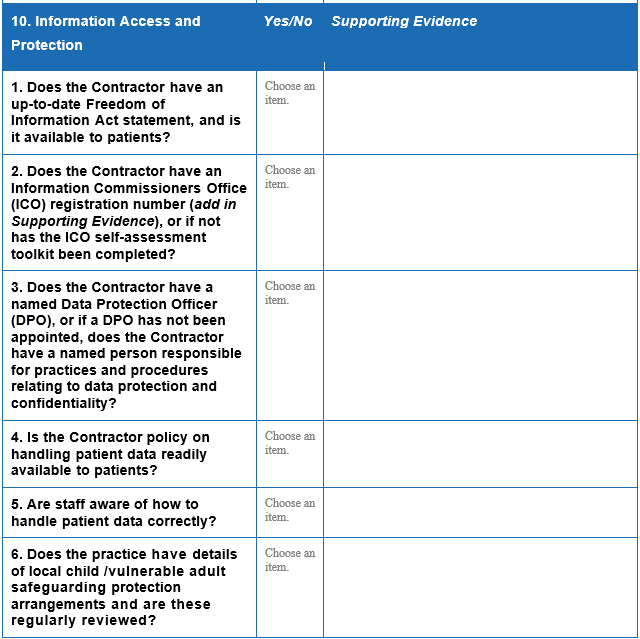 10. Information Access and Protection
Yes/No
Supporting Evidence
1. Does the Contractor have an
up-to-date Freedom of
Information Act statement, and is
it available to patients?
Choose an
item.
2. Does the Contractor have an
Information Commissioners Office
(ICO) registration number (add in
Supporting Evidence), or if not
has the ICO self-assessment
toolkit been completed?
Choose an
item.
3. Does the Contractor have a
named Data Protection Officer
(DPO), or if a DPO has not been
appointed, does the Contractor
have a named person responsible
for practices and procedures
relating to data protection and
confidentiality?
Choose an
item.
4. Is the Contractor policy on
handling patient data readily
available to patients?
Choose an
item.
5. Are staff aware of how to
handle patient data correctly?
Choose an
item.
6. Does the practice have details
of local child /vulnerable adult
safeguarding protection
arrangements and are these
regularly reviewed?
Choose an
item.